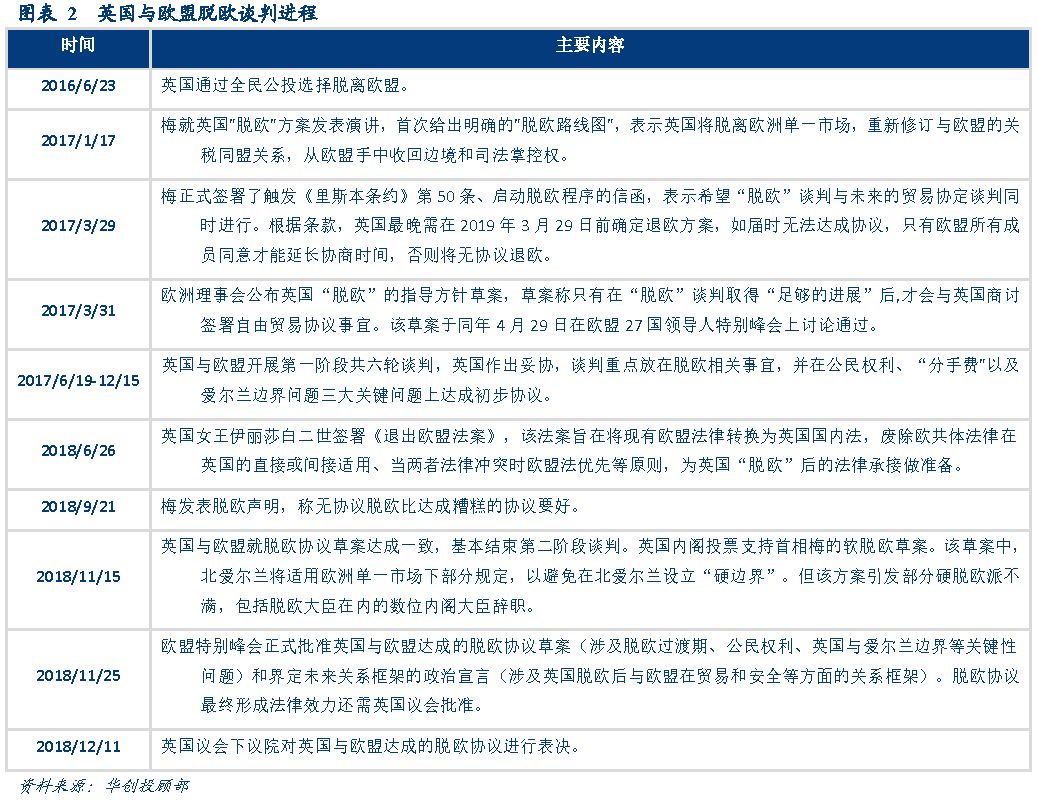 图表 2 英国与欧盟脱欧谈判进程
时间 主要内容
2016/6/23 英国通过全民公投选择脱离欧盟。
2017/1/17
梅就英国"脱欧"方案发表演讲，首次给出明确的"脱欧路线图"，表示英国将脱离欧洲单一市场，重新修订与欧盟的关
税同盟关系，从欧盟手中收回边境和司法掌控权。
2017/3/29
梅正式签署了触发《里斯本条约》第 50 条、启动脱欧程序的信函，表示希望“脱欧”谈判与未来的贸易协定谈判同
时进行。根据条款，英国最晚需在 2019 年 3 月 29 日前确定退欧方案，如届时无法达成协议，只有欧盟所有成
员同意才能延长协商时间，否则将无协议退欧。
2017/3/31
欧洲理事会公布英国“脱欧”的指导方针草案，草案称只有在“脱欧”谈判取得“足够的进展”后,才会与英国商讨
签署自由贸易协议事宜。该草案于同年 4 月 29 日在欧盟 27 国领导人特别峰会上讨论通过。
2017/6/19-12/15
英国与欧盟开展第一阶段共六轮谈判，英国作出妥协，谈判重点放在脱欧相关事宜，并在公民权利、“分手费"以及
爱尔兰边界问题三大关键问题上达成初步协议。
2018/6/26
英国女王伊丽莎白二世签署《退出欧盟法案》，该法案旨在将现有欧盟法律转换为英国国内法，废除欧共体法律在
英国的直接或间接适用、当两者法律冲突时欧盟法优先等原则，为英国“脱欧”后的法律承接做准备。
2018/9/21 梅发表脱欧声明，称无协议脱欧比达成糟糕的协议要好。
2018/11/15
英国与欧盟就脱欧协议草案达成一致，基本结束第二阶段谈判。英国内阁投票支持首相梅的软脱欧草案。该草案中，
北爱尔兰将适用欧洲单一市场下部分规定，以避免在北爱尔兰设立“硬边界”。但该方案引发部分硬脱欧派不
满，包括脱欧大臣在内的数位内阁大臣辞职。
2018/11/25
欧盟特别峰会正式批准英国与欧盟达成的脱欧协议草案（涉及脱欧过渡期、公民权利、英国与爱尔兰边界等关键性
问题）和界定未来关系框架的政治宣言（涉及英国脱欧后与欧盟在贸易和安全等方面的关系框架）。脱欧协议
最终形成法律效力还需英国议会批准。
2018/12/11 英国议会下议院对英国与欧盟达成的脱欧协议进行表决。
资料来源：华创投顾部